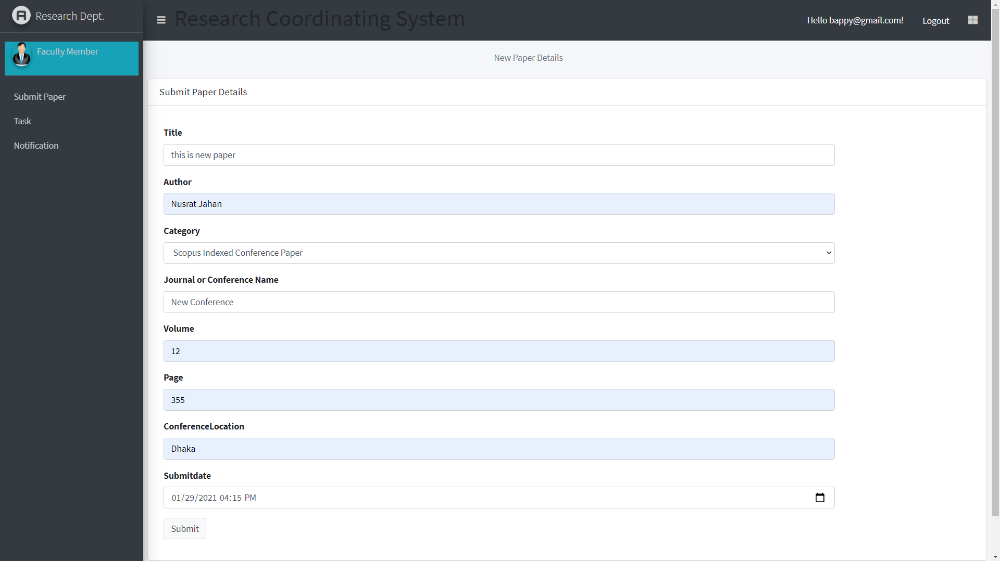 Research Dept.
Research Coordinating System
Hello bappy@gmail.com!
Logout
Faculty Member
Submit Paper
Task
Notification
New Paper Details
Submit Paper Details
Title
this is new paper
Author
Nusrat Jahan
Category
Scopus Indexed Conference Paper
Journal or Conference Name
New Conference
Volume
12
Page
355
ConferenceLocation
Dhaka
Submitdate
01/29/2021 04:15 PM
Submit